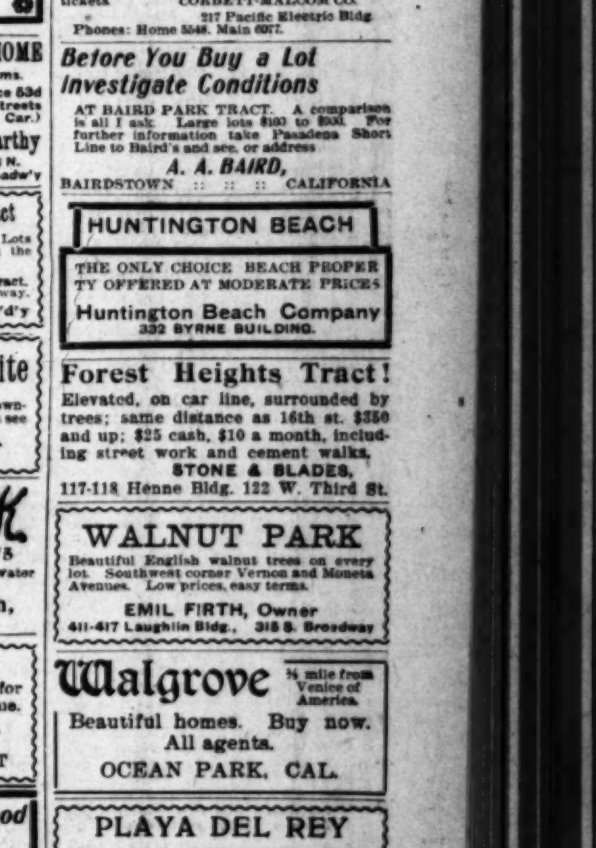 tickets CORBETT-MALCOM CO.
217 Pacific Electric Bldg.
Phones: Home 5548. Main 6077.
Before You Buy a Lot
Investigate Conditions
AT BAIRD PARK TRACT. A comparison
is all I ask. Large lots to For
further information take Pasadena Short
Line to Baird's and see, or address
A. A. BAIRD,
BAIRDSTOWN :: :: :: CALIFORNIA
HUNTINGTON BEACH
THE ONLY CHOICE BEACH PROPER
TY OFFERED AT MODERATE PRICES
Huntington Beach Company
332 BYRNE BUILDING.
Forest Heights Tract!
Elevated, on car line, surrounded by
trees; same distance as 16th st. $350
and up; $25 cash, $10 a month, includ-
ing street work and cement walks,
STONE & BLADES,
117-118 Henne Bldg. 122 W. Third St.
WALNUT PARK
Beautiful English walnut trees on every
lot. Southwest corner Vernon and Moneta
Avenues. Low prices, easy terms.
EMIL FIRTH, Owner
411-417 Laughlin Bldg., 315 S. Broadway
Walgrove
mile from
Venice of
America
Beautiful homes. Buy now.
All agents.
OCEAN PARK, CAL.
PLAYA DEL REY